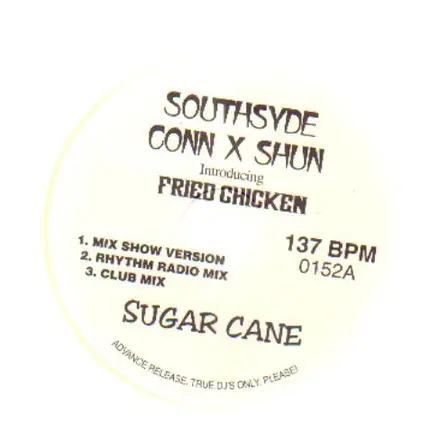 SOUTHSYDE
CONN X SHUN
Introducing
FRIED CHICKEN
1. MIX SHOW VERSION
2. RHYTHM RADIO MIX
3. CLUB MIX
137 BPM
0152A
SUGAR CANE
ADVANCE RELEASE. TRUE DJ'S ONLY, PLEASE!